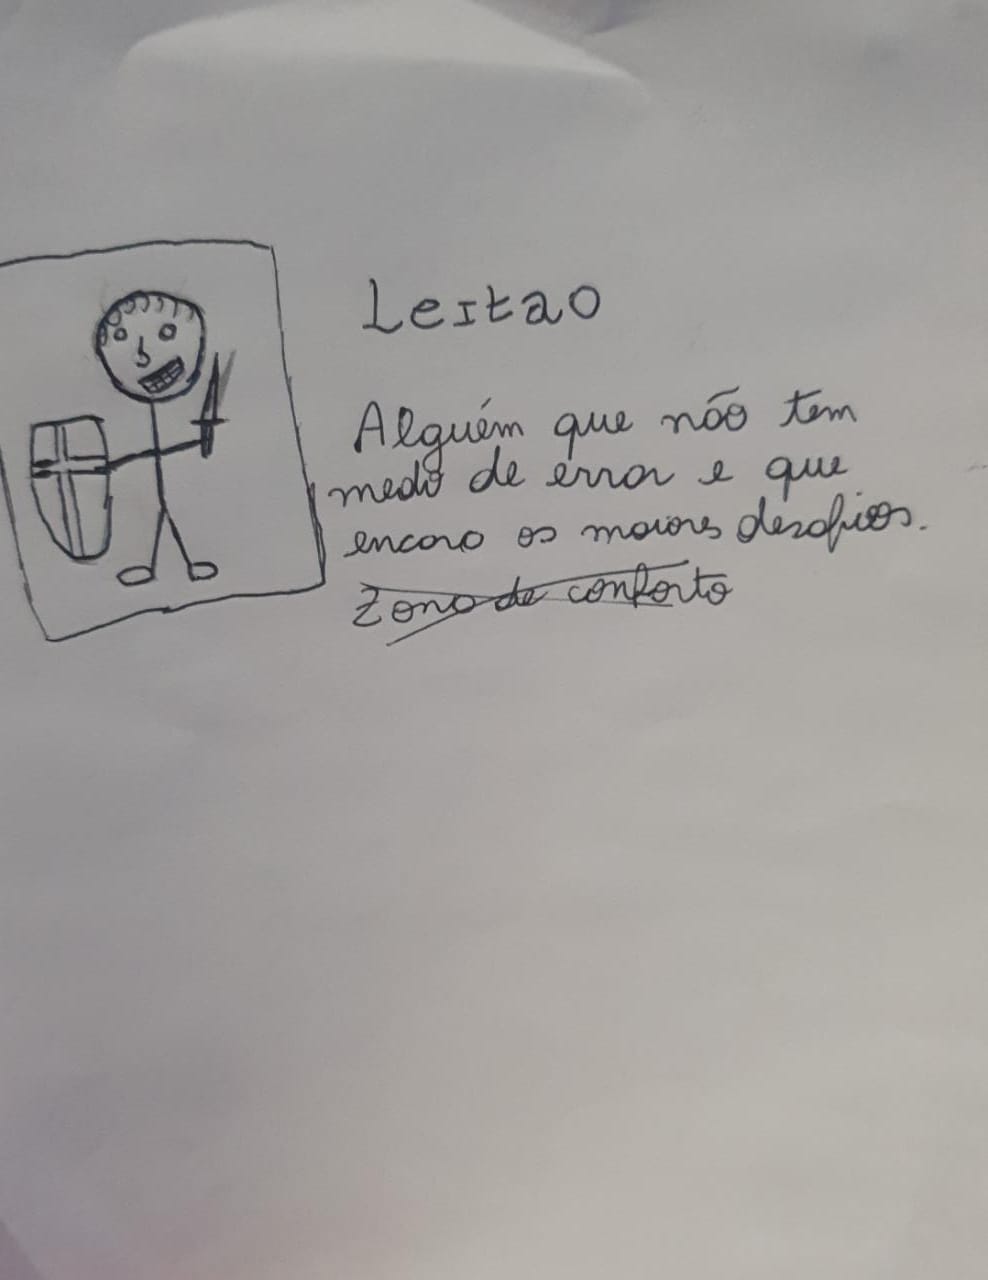 Leitao
Alguém que não tem
medo de errar e que
encara os maiores desafios.
Zona de conforto